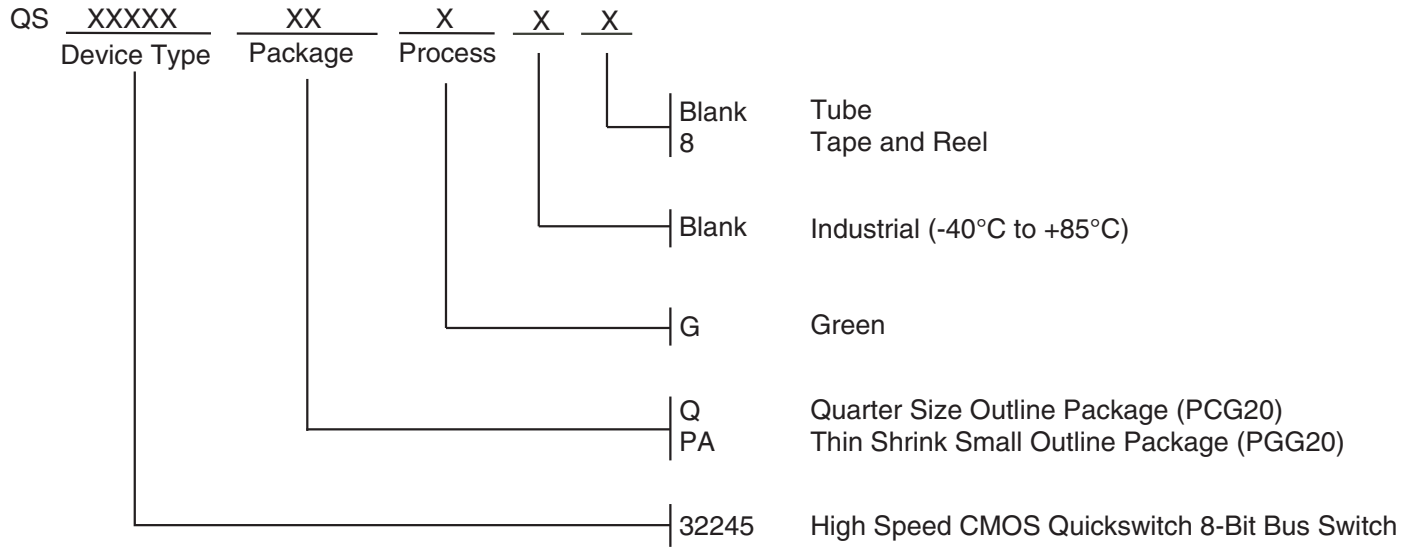 QS XXXXX XX X X X
Device Type Package Process
Blank Tube
8 Tape and Reel
Blank Industrial (-40°C to +85°C)
G Green
Q Quarter Size Outline Package (PCG20)
PA Thin Shrink Small Outline Package (PGG20)
32245 High Speed CMOS Quickswitch 8-Bit Bus Switch